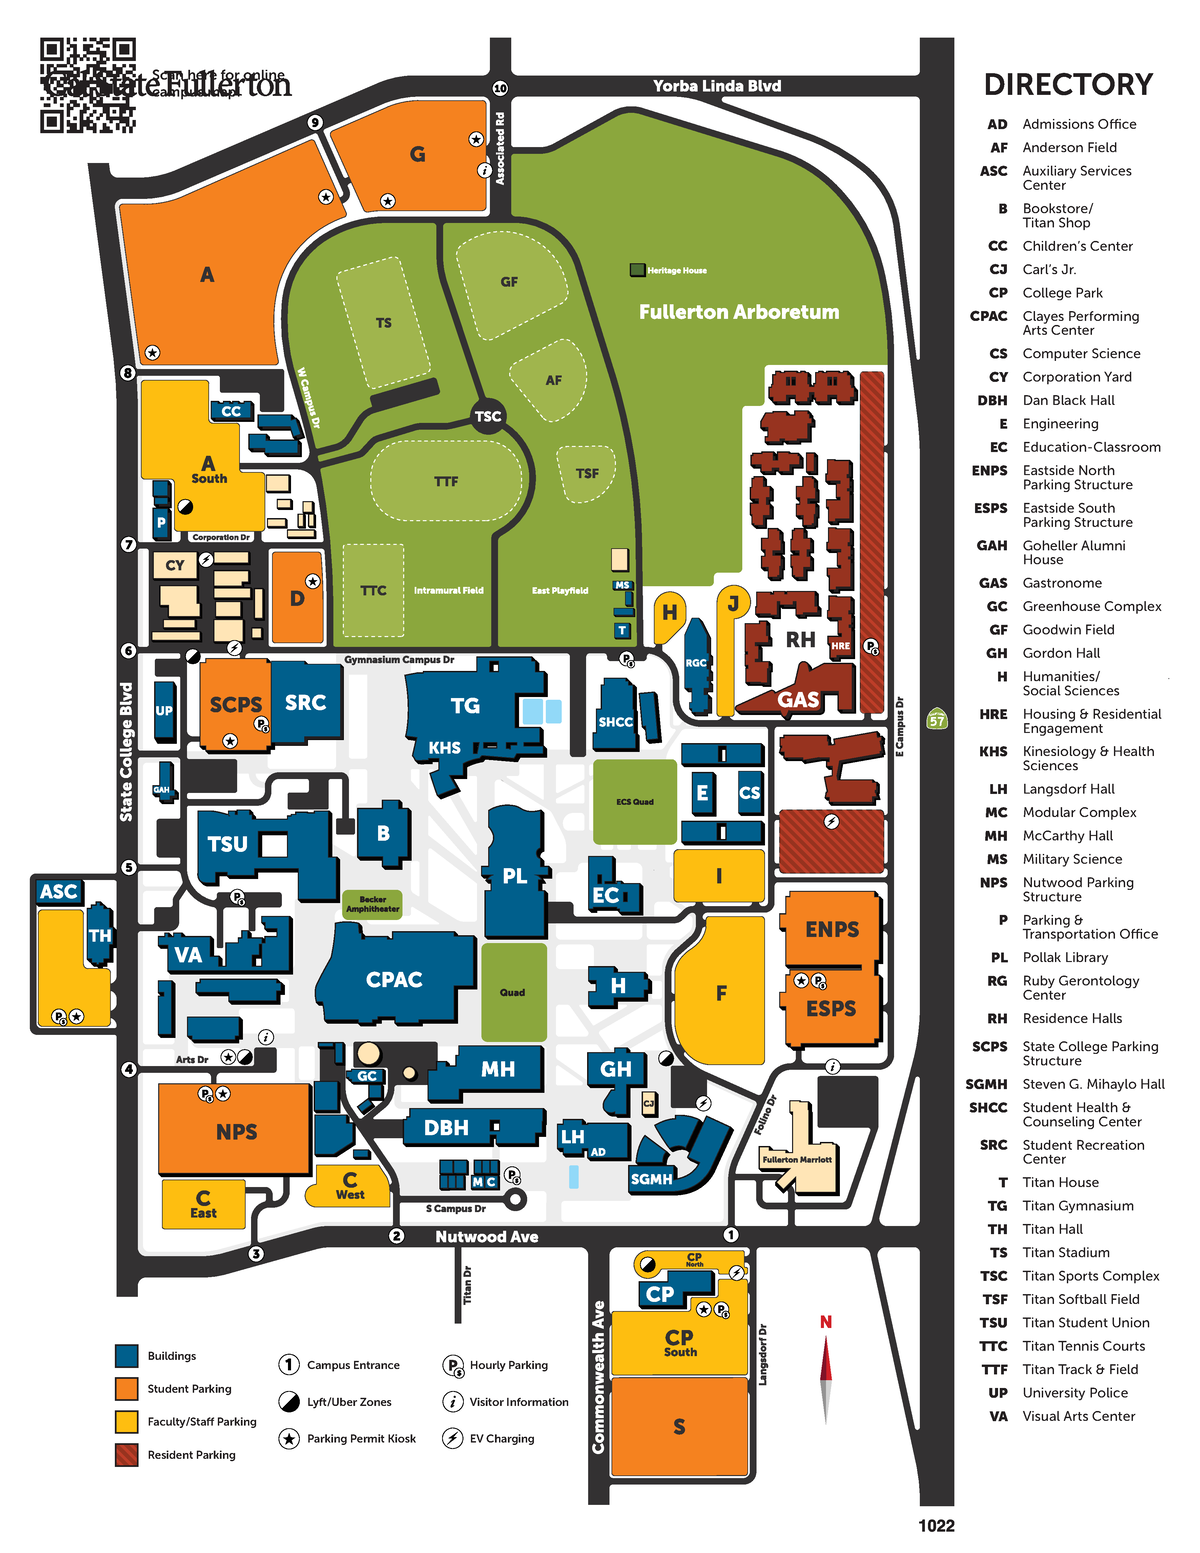 Scan here for online
campus map!
Cal State Fullerton
Yorba Linda Blvd
10
9
Associated Rd
G
A
Heritage House
Fullerton Arboretum
GF
TS
AF
W Campus Dr
8
CC
TSC
A
South
TTF
TSF
P
Corporation Dr
7
CY
D
TTC
Intramural Field
East Playfield
MS
T
H
J
RH
HRE
RGC
GAS
6
Gymnasium Campus Dr
State College Blvd
UP
SCPS
SRC
TG
KHS
SHCC
E Campus Dr
57
GAH
ECS Quad
E
CS
TSU
B
PL
I
EC
5
ASC
TH
Becker
Amphitheater
VA
CPAC
Quad
H
F
ENPS
ESPS
Arts Dr
4
GC
MH
GH
CJ
NPS
DBH
LH
AD
SGMH
Folino Dr
Fullerton Marriott
C
East
C
West
M C
S Campus Dr
3
2
Nutwood Ave
1
Titan Dr
Commonwealth Ave
Langsdorf Dr
CP
North
CP
CP
South
S
N
Buildings
Student Parking
Faculty/Staff Parking
Resident Parking
1 Campus Entrance
Lyft/Uber Zones
Parking Permit Kiosk
P$ Hourly Parking
i Visitor Information
EV Charging
DIRECTORY
AD Admissions Office
AF Anderson Field
ASC Auxiliary Services
Center
B Bookstore/
Titan Shop
CC Children's Center
CJ Carl's Jr.
CP College Park
CPAC Clayes Performing
Arts Center
CS Computer Science
CY Corporation Yard
DBH Dan Black Hall
E Engineering
EC Education-Classroom
ENPS Eastside North
Parking Structure
ESPS Eastside South
Parking Structure
GAH Goheller Alumni
House
GAS Gastronome
GC Greenhouse Complex
GF Goodwin Field
GH Gordon Hall
H Humanities/
Social Sciences
HRE Housing & Residential
Engagement
KHS Kinesiology & Health
Sciences
LH Langsdorf Hall
MC Modular Complex
MH McCarthy Hall
MS Military Science
NPS Nutwood Parking
Structure
P Parking &
Transportation Office
PL Pollak Library
RG Ruby Gerontology
Center
RH Residence Halls
SCPS State College Parking
Structure
SGMH Steven G. Mihaylo Hall
SHCC Student Health &
Counseling Center
SRC Student Recreation
Center
T Titan House
TG Titan Gymnasium
TH Titan Hall
TS Titan Stadium
TSC Titan Sports Complex
TSF Titan Softball Field
TSU Titan Student Union
TTC Titan Tennis Courts
TTF Titan Track & Field
UP University Police
VA Visual Arts Center
1022